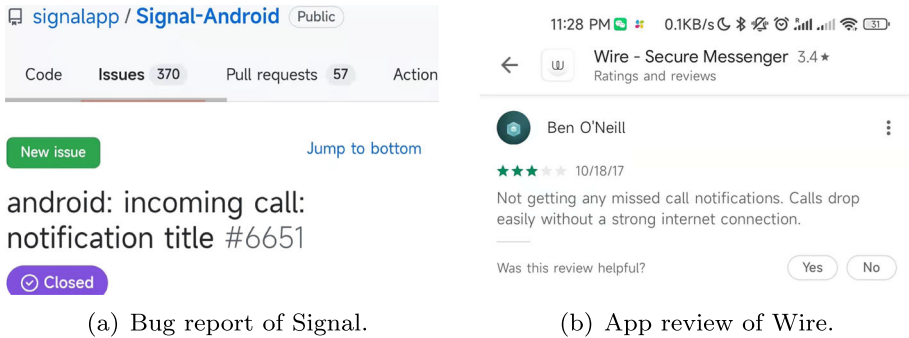 signalapp / Signal-Android Public
Code Issues 370 Pull requests 57 Action
New issue Jump to bottom
android: incoming call:
notification title #6651
Closed
(a) Bug report of Signal.
11:28 PM 0.1KB/s 31
Wire - Secure Messenger 3.4★
Ratings and reviews
Ben O'Neill
10/18/17
Not getting any missed call notifications. Calls drop
easily without a strong internet connection.
Was this review helpful? Yes No
(b) App review of Wire.